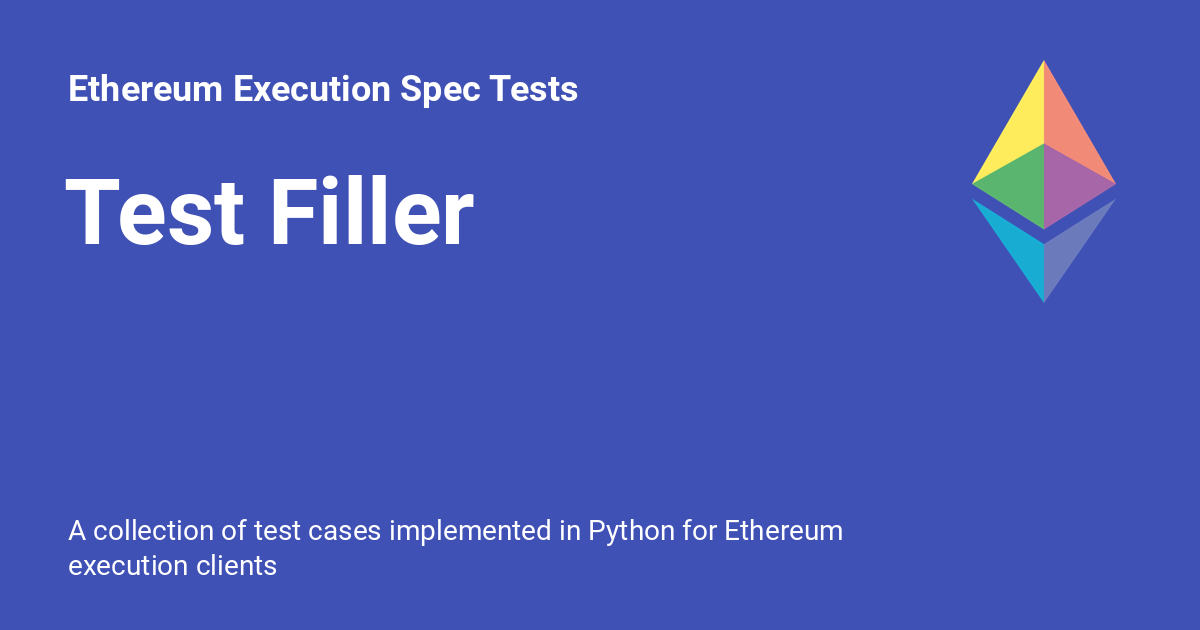 Ethereum Execution Spec Tests
Test Filler
A collection of test cases implemented in Python for Ethereum
execution clients